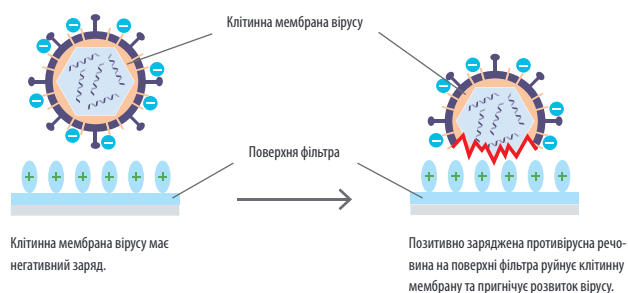 Клітинна мембрана вірусу
Поверхня фільтра
Клітинна мембрана вірусу має
негативний заряд.
Позитивно заряджена противірусна речо-
вина на поверхні фільтра руйнує клітинну
мембрану та пригнічує розвиток вірусу.